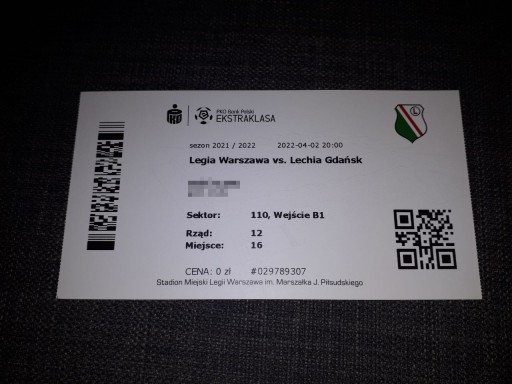 PKO Bank Polski
EKSTRAKLASA
L
sezon 2021 / 2022 2022-04-02 20:00
Legia Warszawa vs. Lechia Gdańsk
Sektor: 110, Wejście B1
Rząd: 12
Miejsce: 16
CENA: 0 zł #029789307
Stadion Miejski Legii Warszawa im. Marszałka J. Piłsudskiego